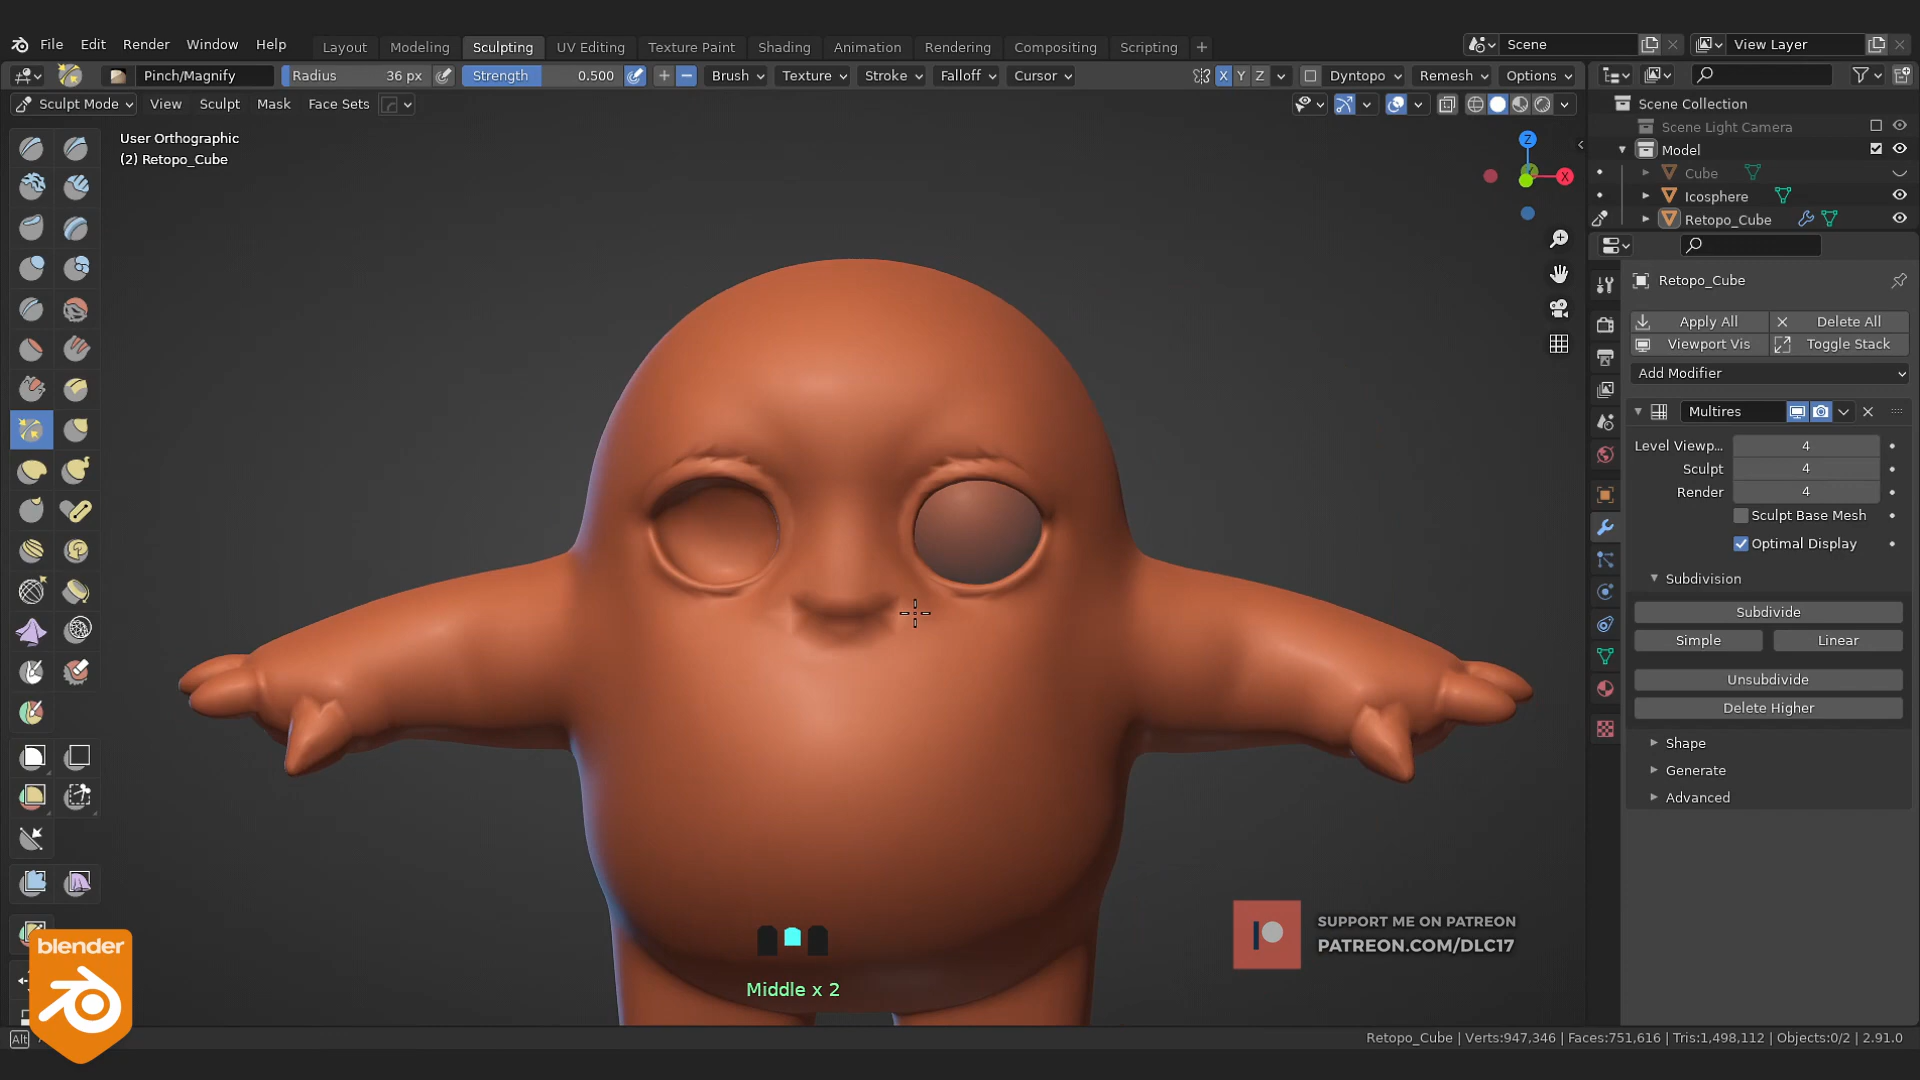 File Edit Render Window Help Layout Modeling Sculpting UV Editing Texture Paint Shading Animation Rendering Compositing Scripting + Scene View Layer
Pinch/Magnify Radius 36 px Strength 0.500 Brush Texture Stroke Falloff Cursor X Y Z Dyntopo Remesh Options
Sculpt Mode View Sculpt Mask Face Sets
User Orthographic
(2) Retopo_Cube
Z
X
Scene Collection
Scene Light Camera
Model
Cube
Icosphere
Retopo_Cube
Retopo_Cube
Apply All Delete All
Viewport Vis Toggle Stack
Add Modifier
Multires
Level Viewp... 4
Sculpt 4
Render 4
Sculpt Base Mesh
Optimal Display
Subdivision
Subdivide
Simple Linear
Unsubdivide
Delete Higher
Shape
Generate
Advanced
SUPPORT ME ON PATREON
PATREON.COM/DLC17
Middle x 2
blender
Alt
Retopo_Cube | Verts:947,346 | Faces:751,616 | Tris:1,498,112 | Objects:0/2 | 2.91.0